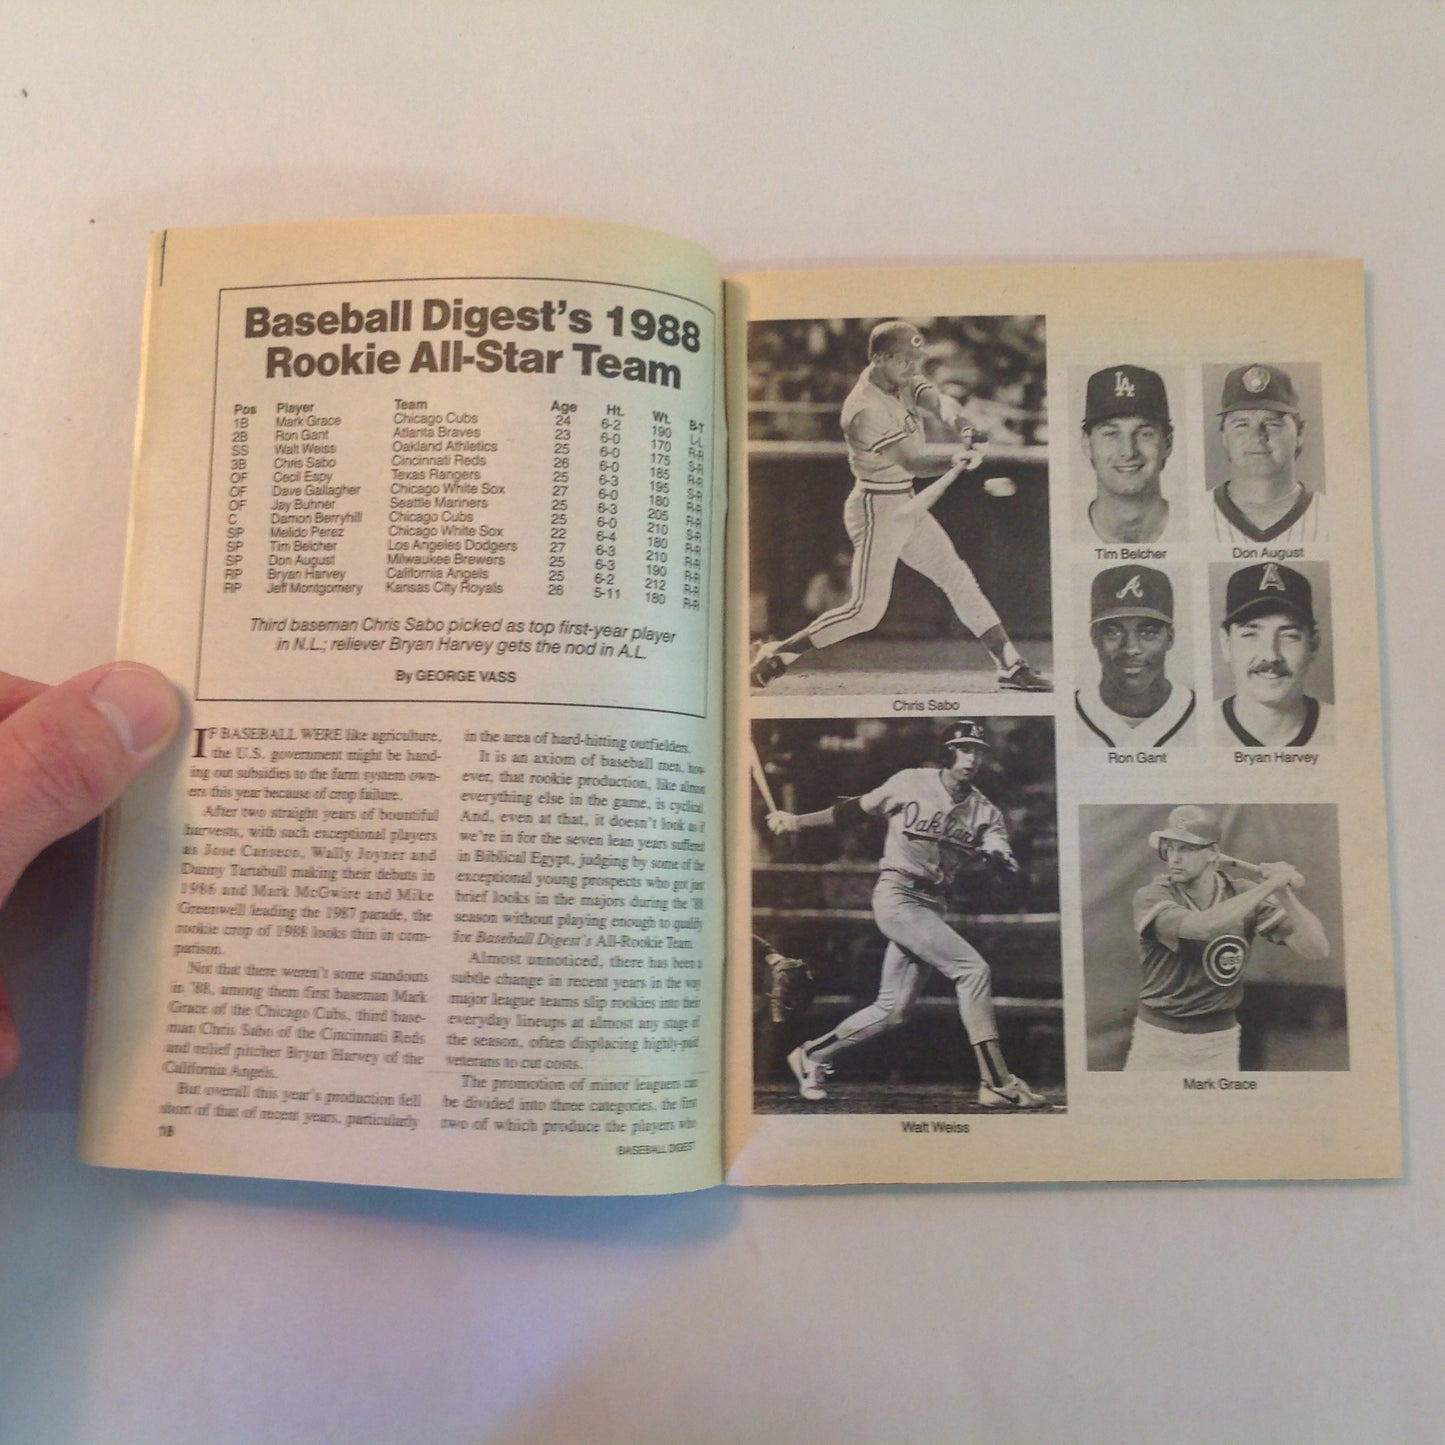 Baseball Digest's 1988
Rookie All-Star Team
Pos Player Team Age Ht. Wt. B-T
1B Mark Grace Chicago Cubs 24 6-2 190 L-L
2B Ron Gant Atlanta Braves 23 6-0 170 R-R
SS Walt Weiss Oakland Athletics 25 6-0 175 S-R
3B Chris Sabo Cincinnati Reds 26 6-0 185 R-R
OF Cecil Espy Texas Rangers 25 6-3 195 S-R
OF Dave Gallagher Chicago White Sox 27 6-0 180 R-R
OF Jay Buhner Seattle Mariners 25 6-3 205 R-R
C Damon Berryhill Chicago Cubs 25 6-0 210 S-R
SP Melido Perez Chicago White Sox 22 6-4 180 R-R
SP Tim Belcher Los Angeles Dodgers 27 6-3 210 R-R
SP Don August Milwaukee Brewers 25 6-3 190 R-R
RP Bryan Harvey California Angels 25 6-2 212 R-R
RP Jeff Montgomery Kansas City Royals 26 5-11 180 R-R
Third baseman Chris Sabo picked as top first-year player
in N.L.; reliever Bryan Harvey gets the nod in A.L.
By GEORGE VASS
IF BASEBALL WERE like agriculture,
the U.S. government might be hand-
ing out subsidies to the farm system own-
ers this year because of crop failure.
After two straight years of bountiful
harvests, with such exceptional players
as Jose Canseco, Wally Joyner and
Danny Tartabull making their debuts in
1986 and Mark McGwire and Mike
Greenwell leading the 1987 parade, the
rookie crop of 1988 looks thin in com-
parison.
Not that there weren't some standouts
in '88, among them first baseman Mark
Grace of the Chicago Cubs, third base-
man Chris Sabo of the Cincinnati Reds
and relief pitcher Bryan Harvey of the
California Angels.
But overall this year's production fell
short of that of recent years, particularly
18
in the area of hard-hitting outfielders.
It is an axiom of baseball men, how-
ever, that rookie production, like almost
everything else in the game, is cyclical.
And, even at that, it doesn't look as if
we're in for the seven lean years suffered
in Biblical Egypt, judging by some of the
exceptional young prospects who got just
brief looks in the majors during the '88
season without playing enough to qualify
for Baseball Digest's All-Rookie Team.
Almost unnoticed, there has been a
subtle change in recent years in the way
major league teams slip rookies into their
everyday lineups at almost any stage of
the season, often displacing highly-paid
veterans to cut costs.
The promotion of minor leaguers can
be divided into three categories, the first
two of which produce the players who
BASEBALL DIGEST
Chris Sabo
Oakland
Walt Weiss
LA
Tim Belcher
Don August
A
Ron Gant
A
Bryan Harvey
CUBS
Mark Grace